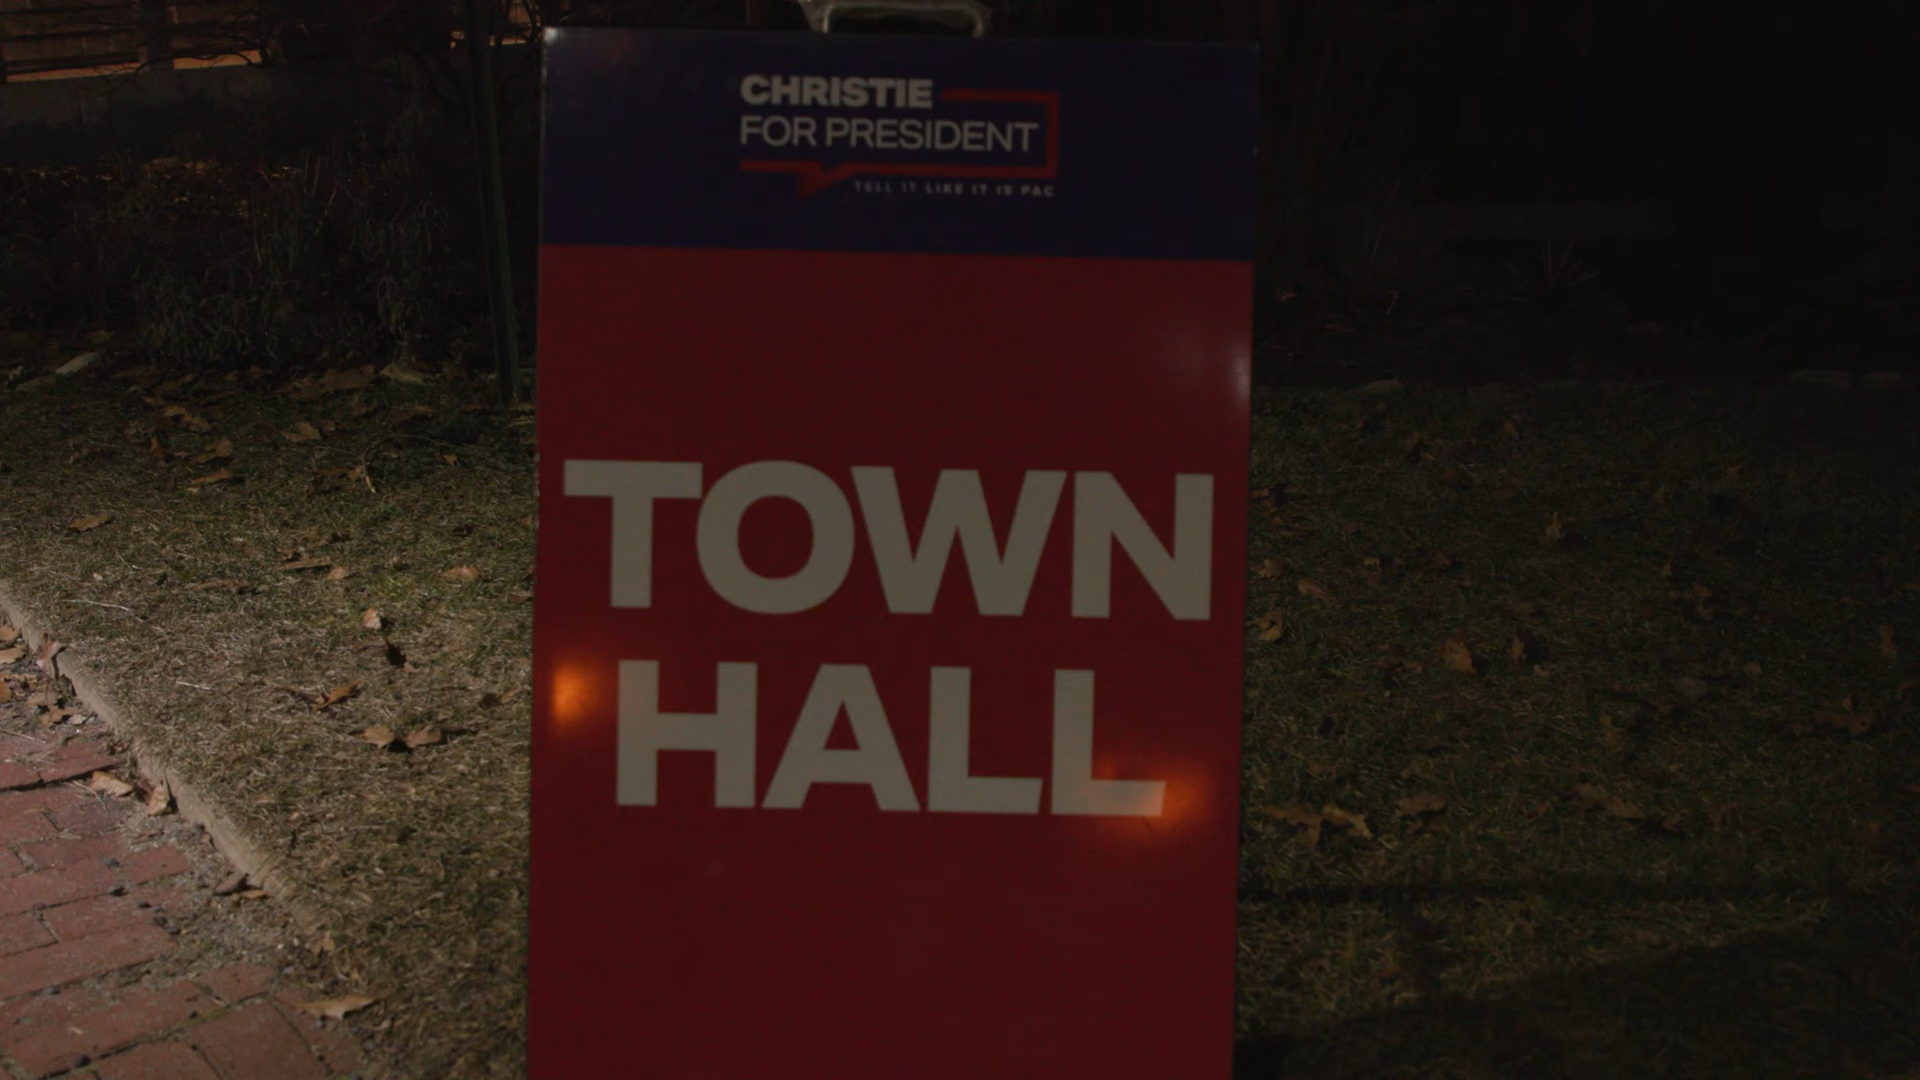 CHRISTIE
FOR PRESIDENT
TELL IT LIKE IT IS PAC
TOWN
HALL